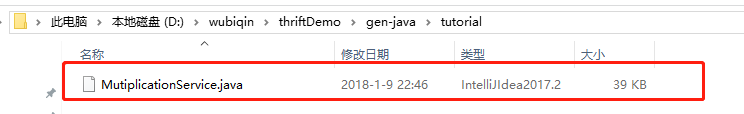 此电脑 › 本地磁盘 (D:) › wubiqin › thriftDemo › gen-java › tutorial
名称 修改日期 类型 大小
MutiplicationService.java 2018-1-9 22:46 IntelliJIdea2017.2 39 KB